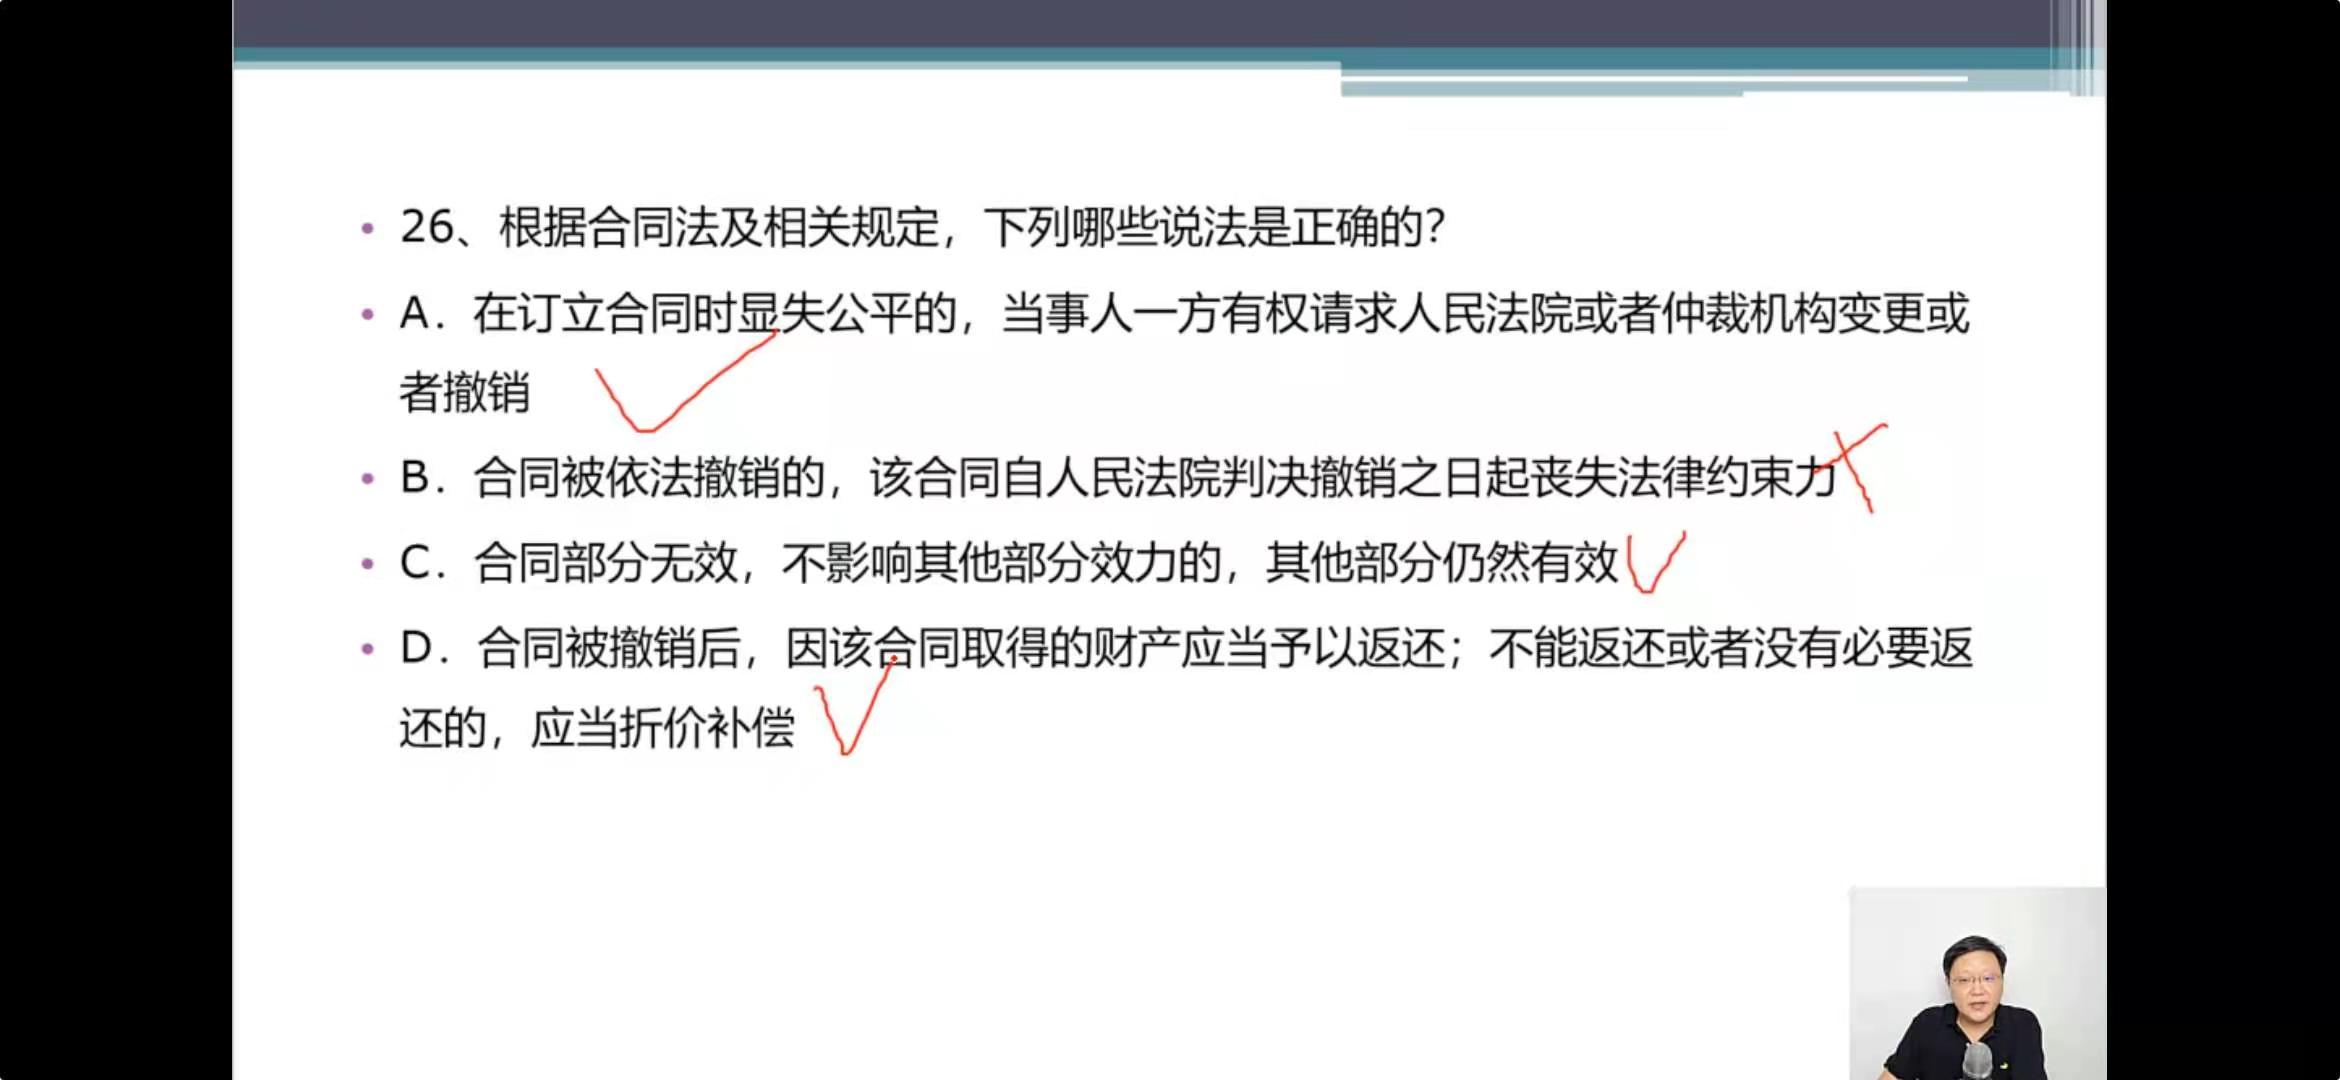 26、根据合同法及相关规定，下列哪些说法是正确的？
A．在订立合同时显失公平的，当事人一方有权请求人民法院或者仲裁机构变更或
者撤销
B．合同被依法撤销的，该合同自人民法院判决撤销之日起丧失法律约束力
C．合同部分无效，不影响其他部分效力的，其他部分仍然有效
D．合同被撤销后，因该合同取得的财产应当予以返还；不能返还或者没有必要返
还的，应当折价补偿